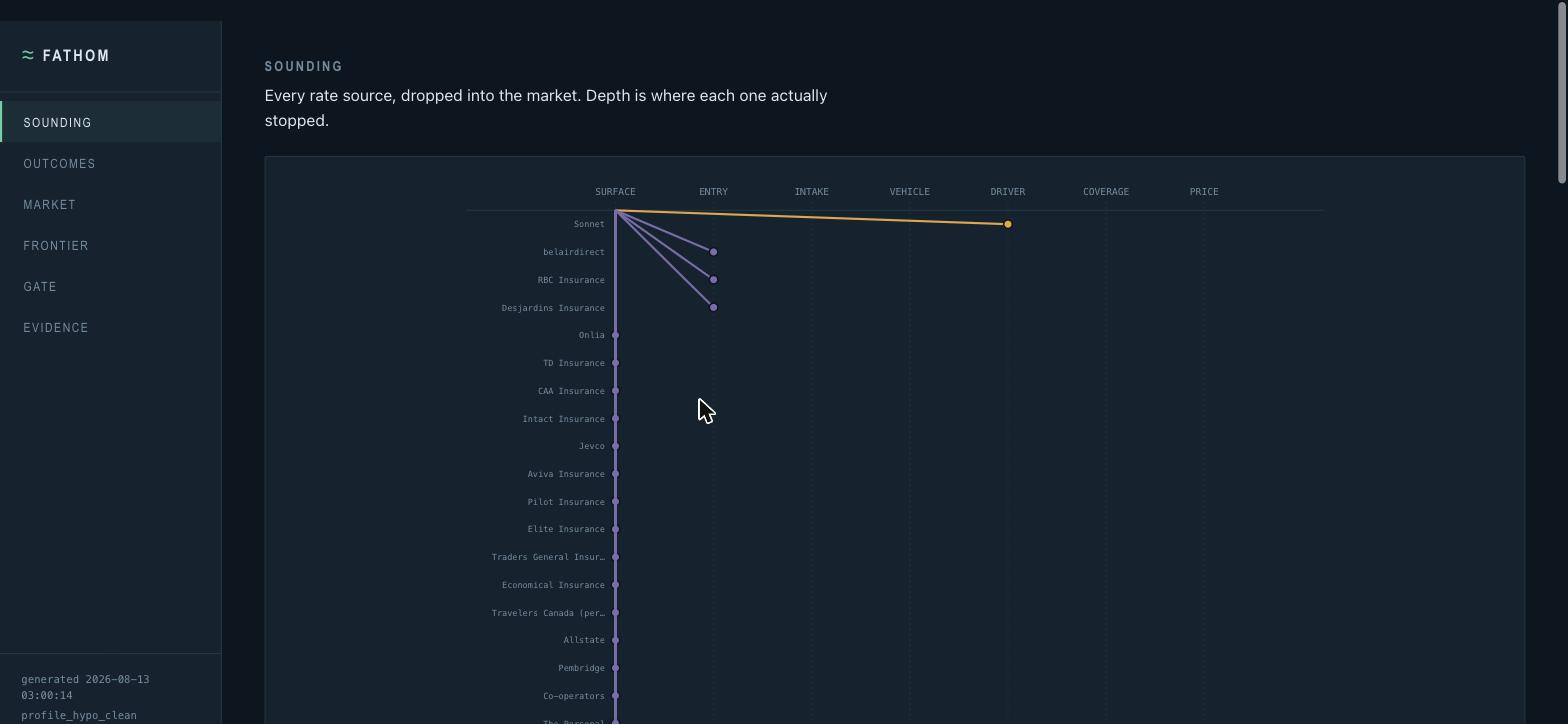 ≈ FATHOM
SOUNDING
OUTCOMES
MARKET
FRONTIER
GATE
EVIDENCE
generated 2026-08-13
03:00:14
profile_hypo_clean
SOUNDING
Every rate source, dropped into the market. Depth is where each one actually
stopped.
SURFACE ENTRY INTAKE VEHICLE DRIVER COVERAGE PRICE
Sonnet
belairdirect
RBC Insurance
Desjardins Insurance
Onlia
TD Insurance
CAA Insurance
Intact Insurance
Jevco
Aviva Insurance
Pilot Insurance
Elite Insurance
Traders General Insur…
Economical Insurance
Travelers Canada (per…
Allstate
Pembridge
Co-operators
The Personal